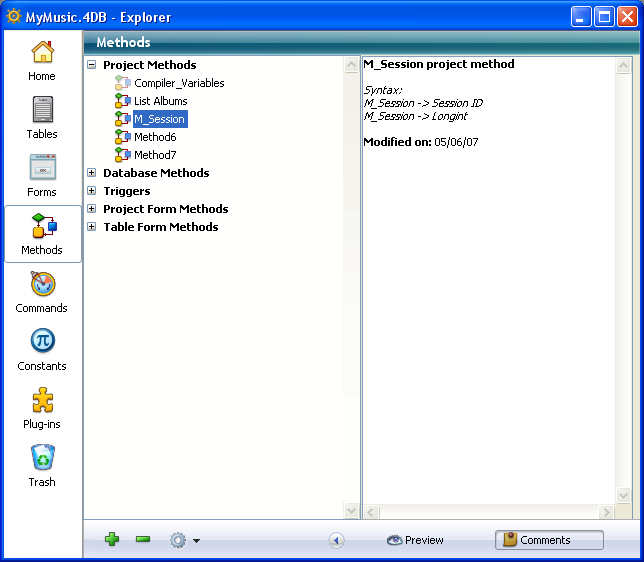 MyMusic.4DB - Explorer
Home
Tables
Forms
Methods
Commands
Constants
Plug-ins
Trash
Methods
Project Methods
Compiler_Variables
List Albums
M_Session
Method6
Method7
Database Methods
Triggers
Project Form Methods
Table Form Methods
M_Session project method
Syntax:
M_Session -> Session ID
M_Session -> Longint
Modified on: 05/06/07
Preview
Comments